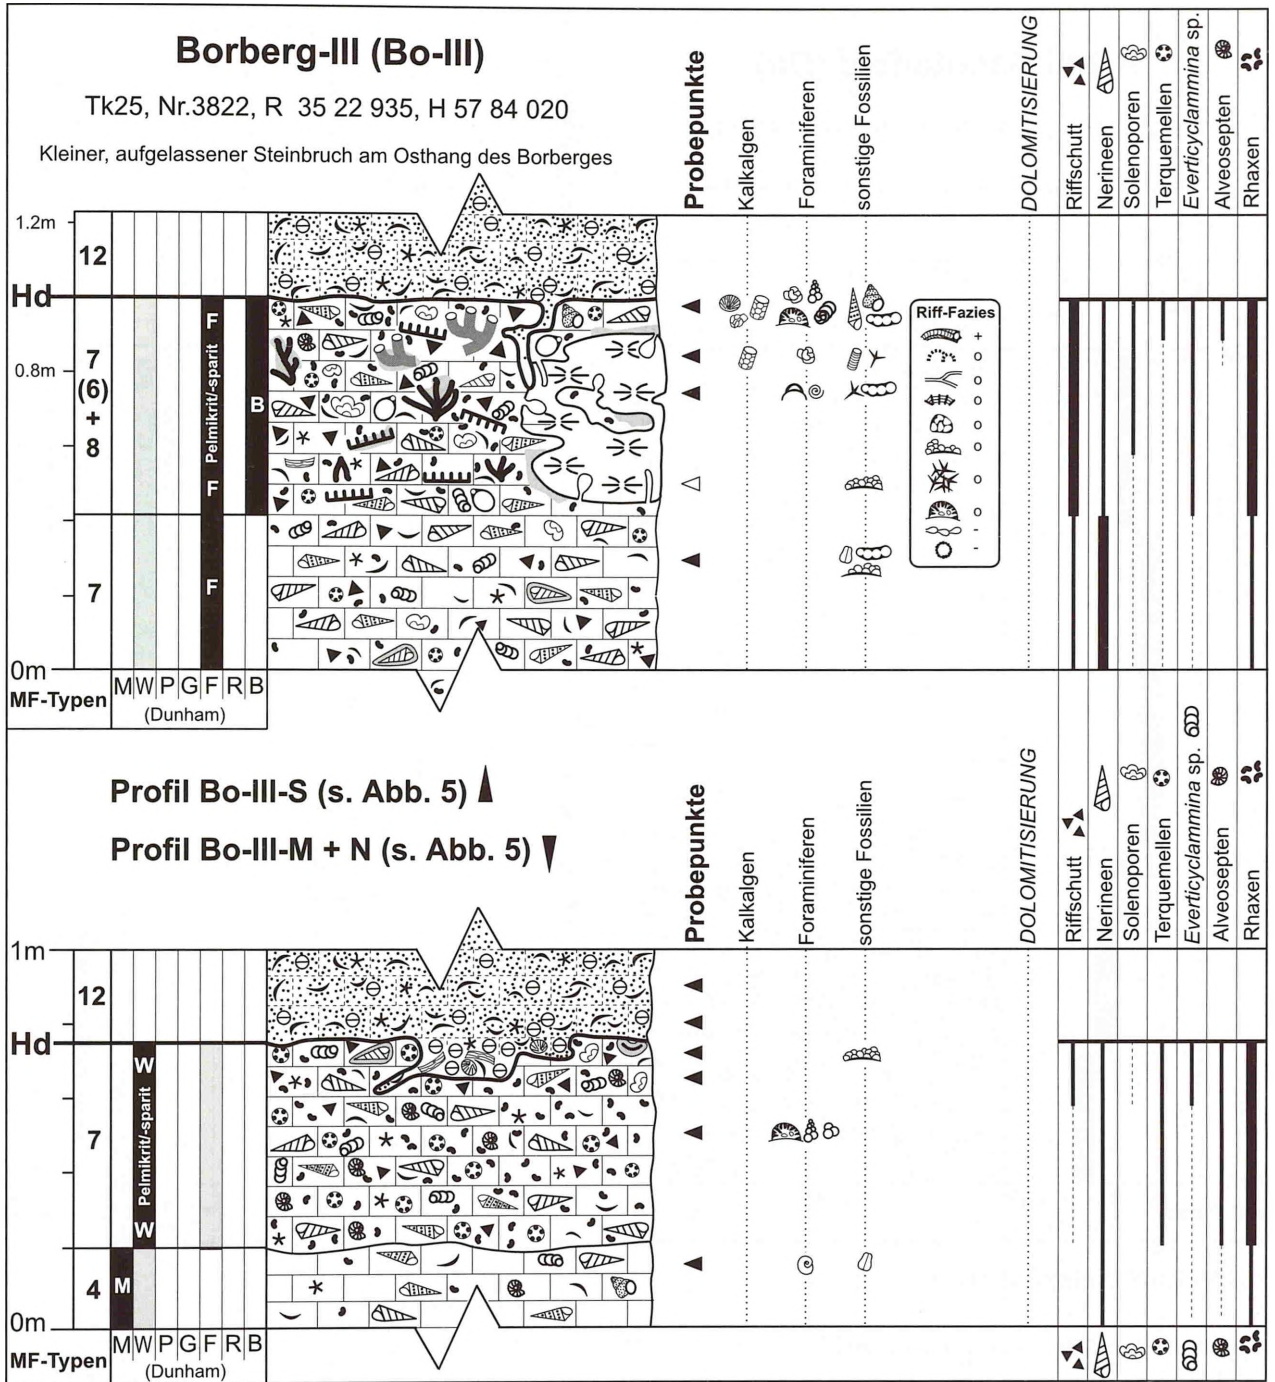 Borberg-III (Bo-III)
Tk25, Nr.3822, R 35 22 935, H 57 84 020
Kleiner, aufgelassener Steinbruch am Osthang des Borberges
Probepunkte
Kalkalgen
Foraminiferen
sonstige Fossilien
DOLOMITISIERUNG
Riffschutt
Nerineen
Solenoporen
Terquemellen
Everticyclammina sp.
Alveosepten
Rhaxen
1.2m
12
Hd
7
0.8m
(6)
+
8
7
0m
F
Pelmikrit/-sparit
F
F
B
Riff-Fazies
+
o
o
o
o
o
o
o
-
-
MF-Typen
M W P G F R B
(Dunham)
Profil Bo-III-S (s. Abb. 5)
Profil Bo-III-M + N (s. Abb. 5)
Probepunkte
Kalkalgen
Foraminiferen
sonstige Fossilien
DOLOMITISIERUNG
Riffschutt
Nerineen
Solenoporen
Terquemellen
Everticyclammina sp.
Alveosepten
Rhaxen
1m
12
Hd
7
4
0m
W
Pelmikrit/-sparit
W
M
MF-Typen
M W P G F R B
(Dunham)